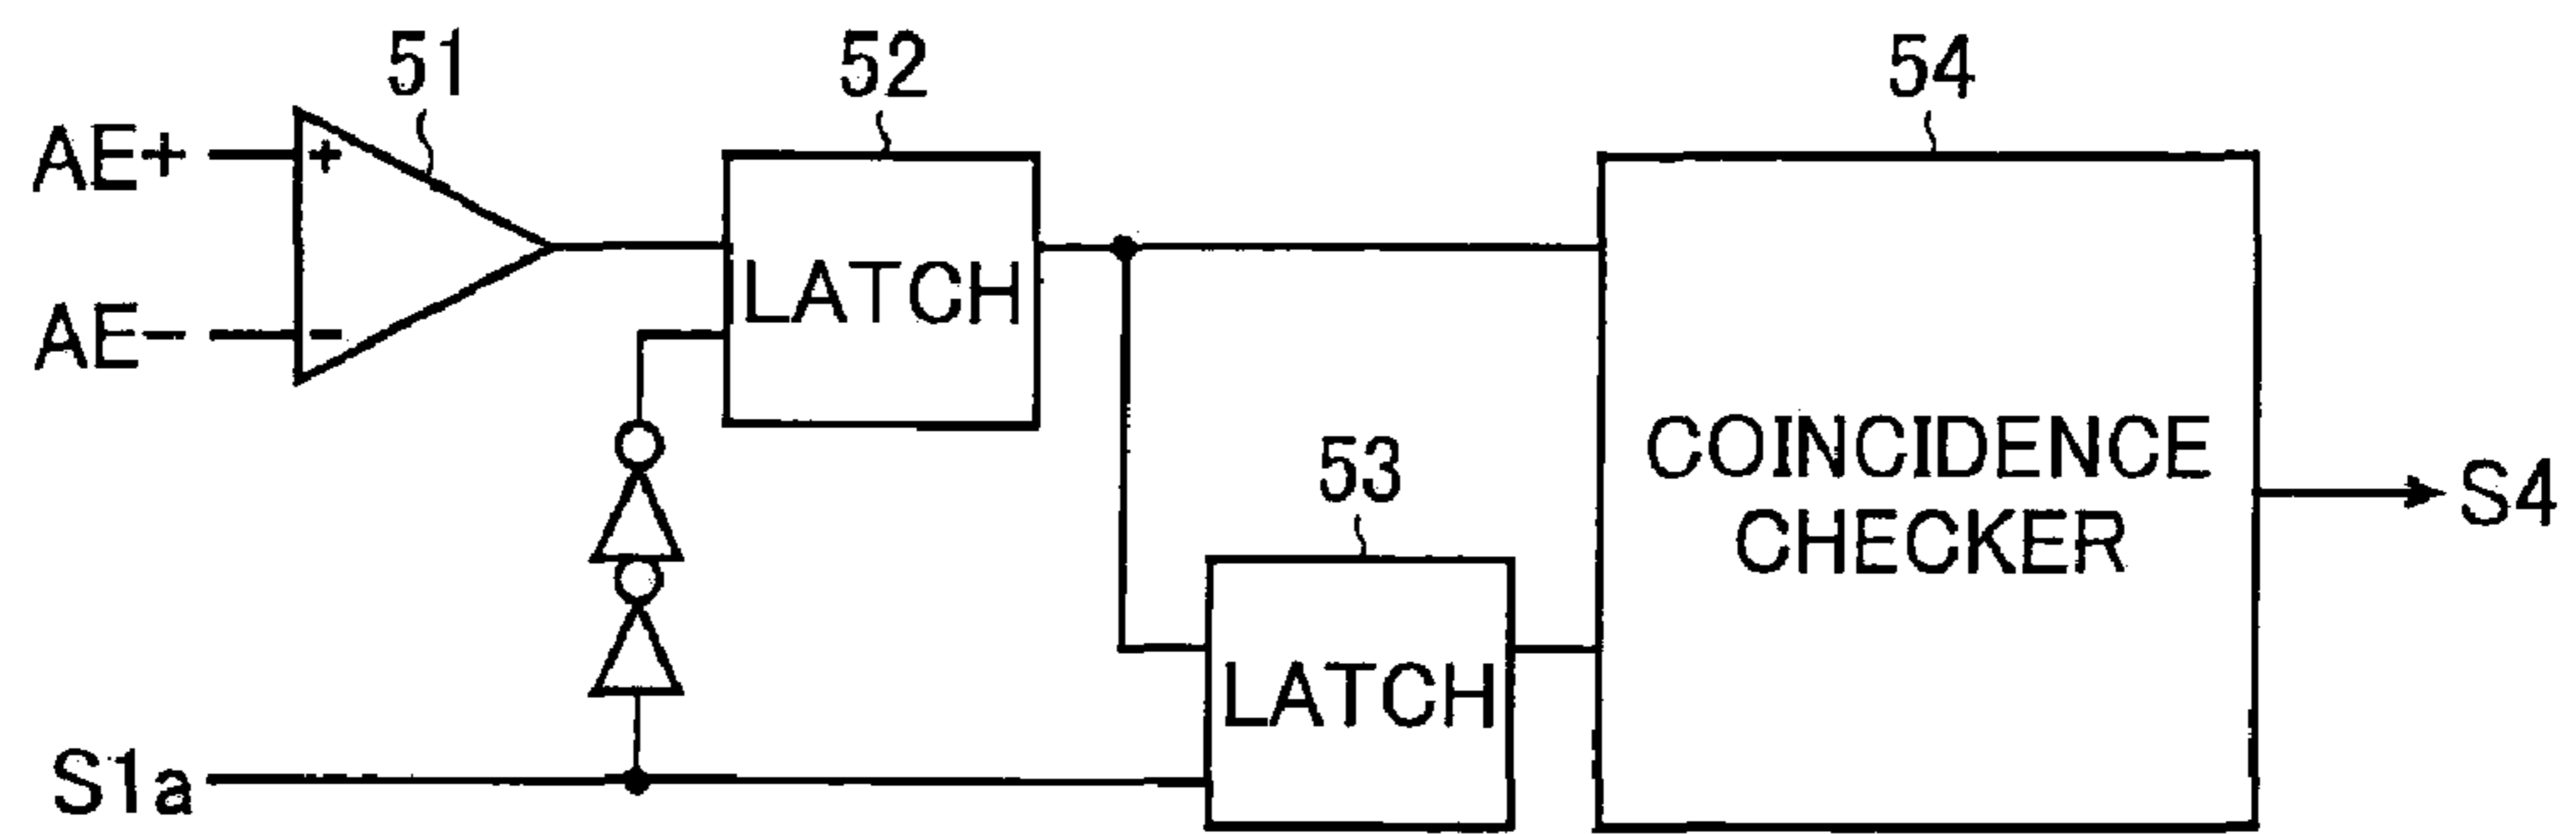 51
52
54
AE+
+
AE-
-
LATCH
53
COINCIDENCE
CHECKER
S4
LATCH
S1a